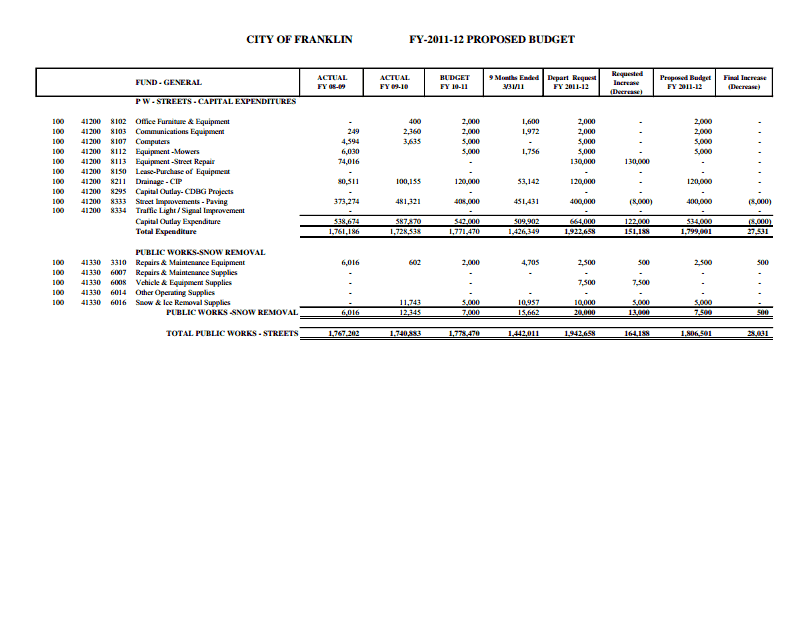 CITY OF FRANKLIN FY-2011-12 PROPOSED BUDGET
FUND - GENERAL ACTUAL FY 08-09 ACTUAL FY 09-10 BUDGET FY 10-11 9 Months Ended 3/31/11 Depart Request FY 2011-12 Requested Increase (Decrease) Proposed Budget FY 2011-12 Final Increase (Decrease)
P W - STREETS - CAPITAL EXPENDITURES
100 41200 8102 Office Furniture & Equipment - 400 2,000 1,600 2,000 - 2,000 -
100 41200 8103 Communications Equipment 249 2,360 2,000 1,972 2,000 - 2,000 -
100 41200 8107 Computers 4,594 3,635 5,000 - 5,000 - 5,000 -
100 41200 8112 Equipment -Mowers 6,030 5,000 1,756 5,000 - 5,000 -
100 41200 8113 Equipment -Street Repair 74,016 - 130,000 130,000 - -
100 41200 8150 Lease-Purchase of Equipment - - - - - -
100 41200 8211 Drainage - CIP 80,511 100,155 120,000 53,142 120,000 - 120,000 -
100 41200 8295 Capital Outlay- CDBG Projects - - - - - -
100 41200 8333 Street Improvements - Paving 373,274 481,321 408,000 451,431 400,000 (8,000) 400,000 (8,000)
100 41200 8334 Traffic Light / Signal Improvement - - - - - -
Capital Outlay Expenditure 538,674 587,870 542,000 509,902 664,000 122,000 534,000 (8,000)
Total Expenditure 1,761,186 1,728,538 1,771,470 1,426,349 1,922,658 151,188 1,799,001 27,531
PUBLIC WORKS-SNOW REMOVAL
100 41330 3310 Repairs & Maintenance Equipment 6,016 602 2,000 4,705 2,500 500 2,500 500
100 41330 6007 Repairs & Maintenance Supplies - - - - - - -
100 41330 6008 Vehicle & Equipment Supplies - - - 7,500 7,500 - -
100 41330 6014 Other Operating Supplies - - - - - - -
100 41330 6016 Snow & Ice Removal Supplies - 11,743 5,000 10,957 10,000 5,000 5,000 -
PUBLIC WORKS -SNOW REMOVAL 6,016 12,345 7,000 15,662 20,000 13,000 7,500 500
TOTAL PUBLIC WORKS - STREETS 1,767,202 1,740,883 1,778,470 1,442,011 1,942,658 164,188 1,806,501 28,031